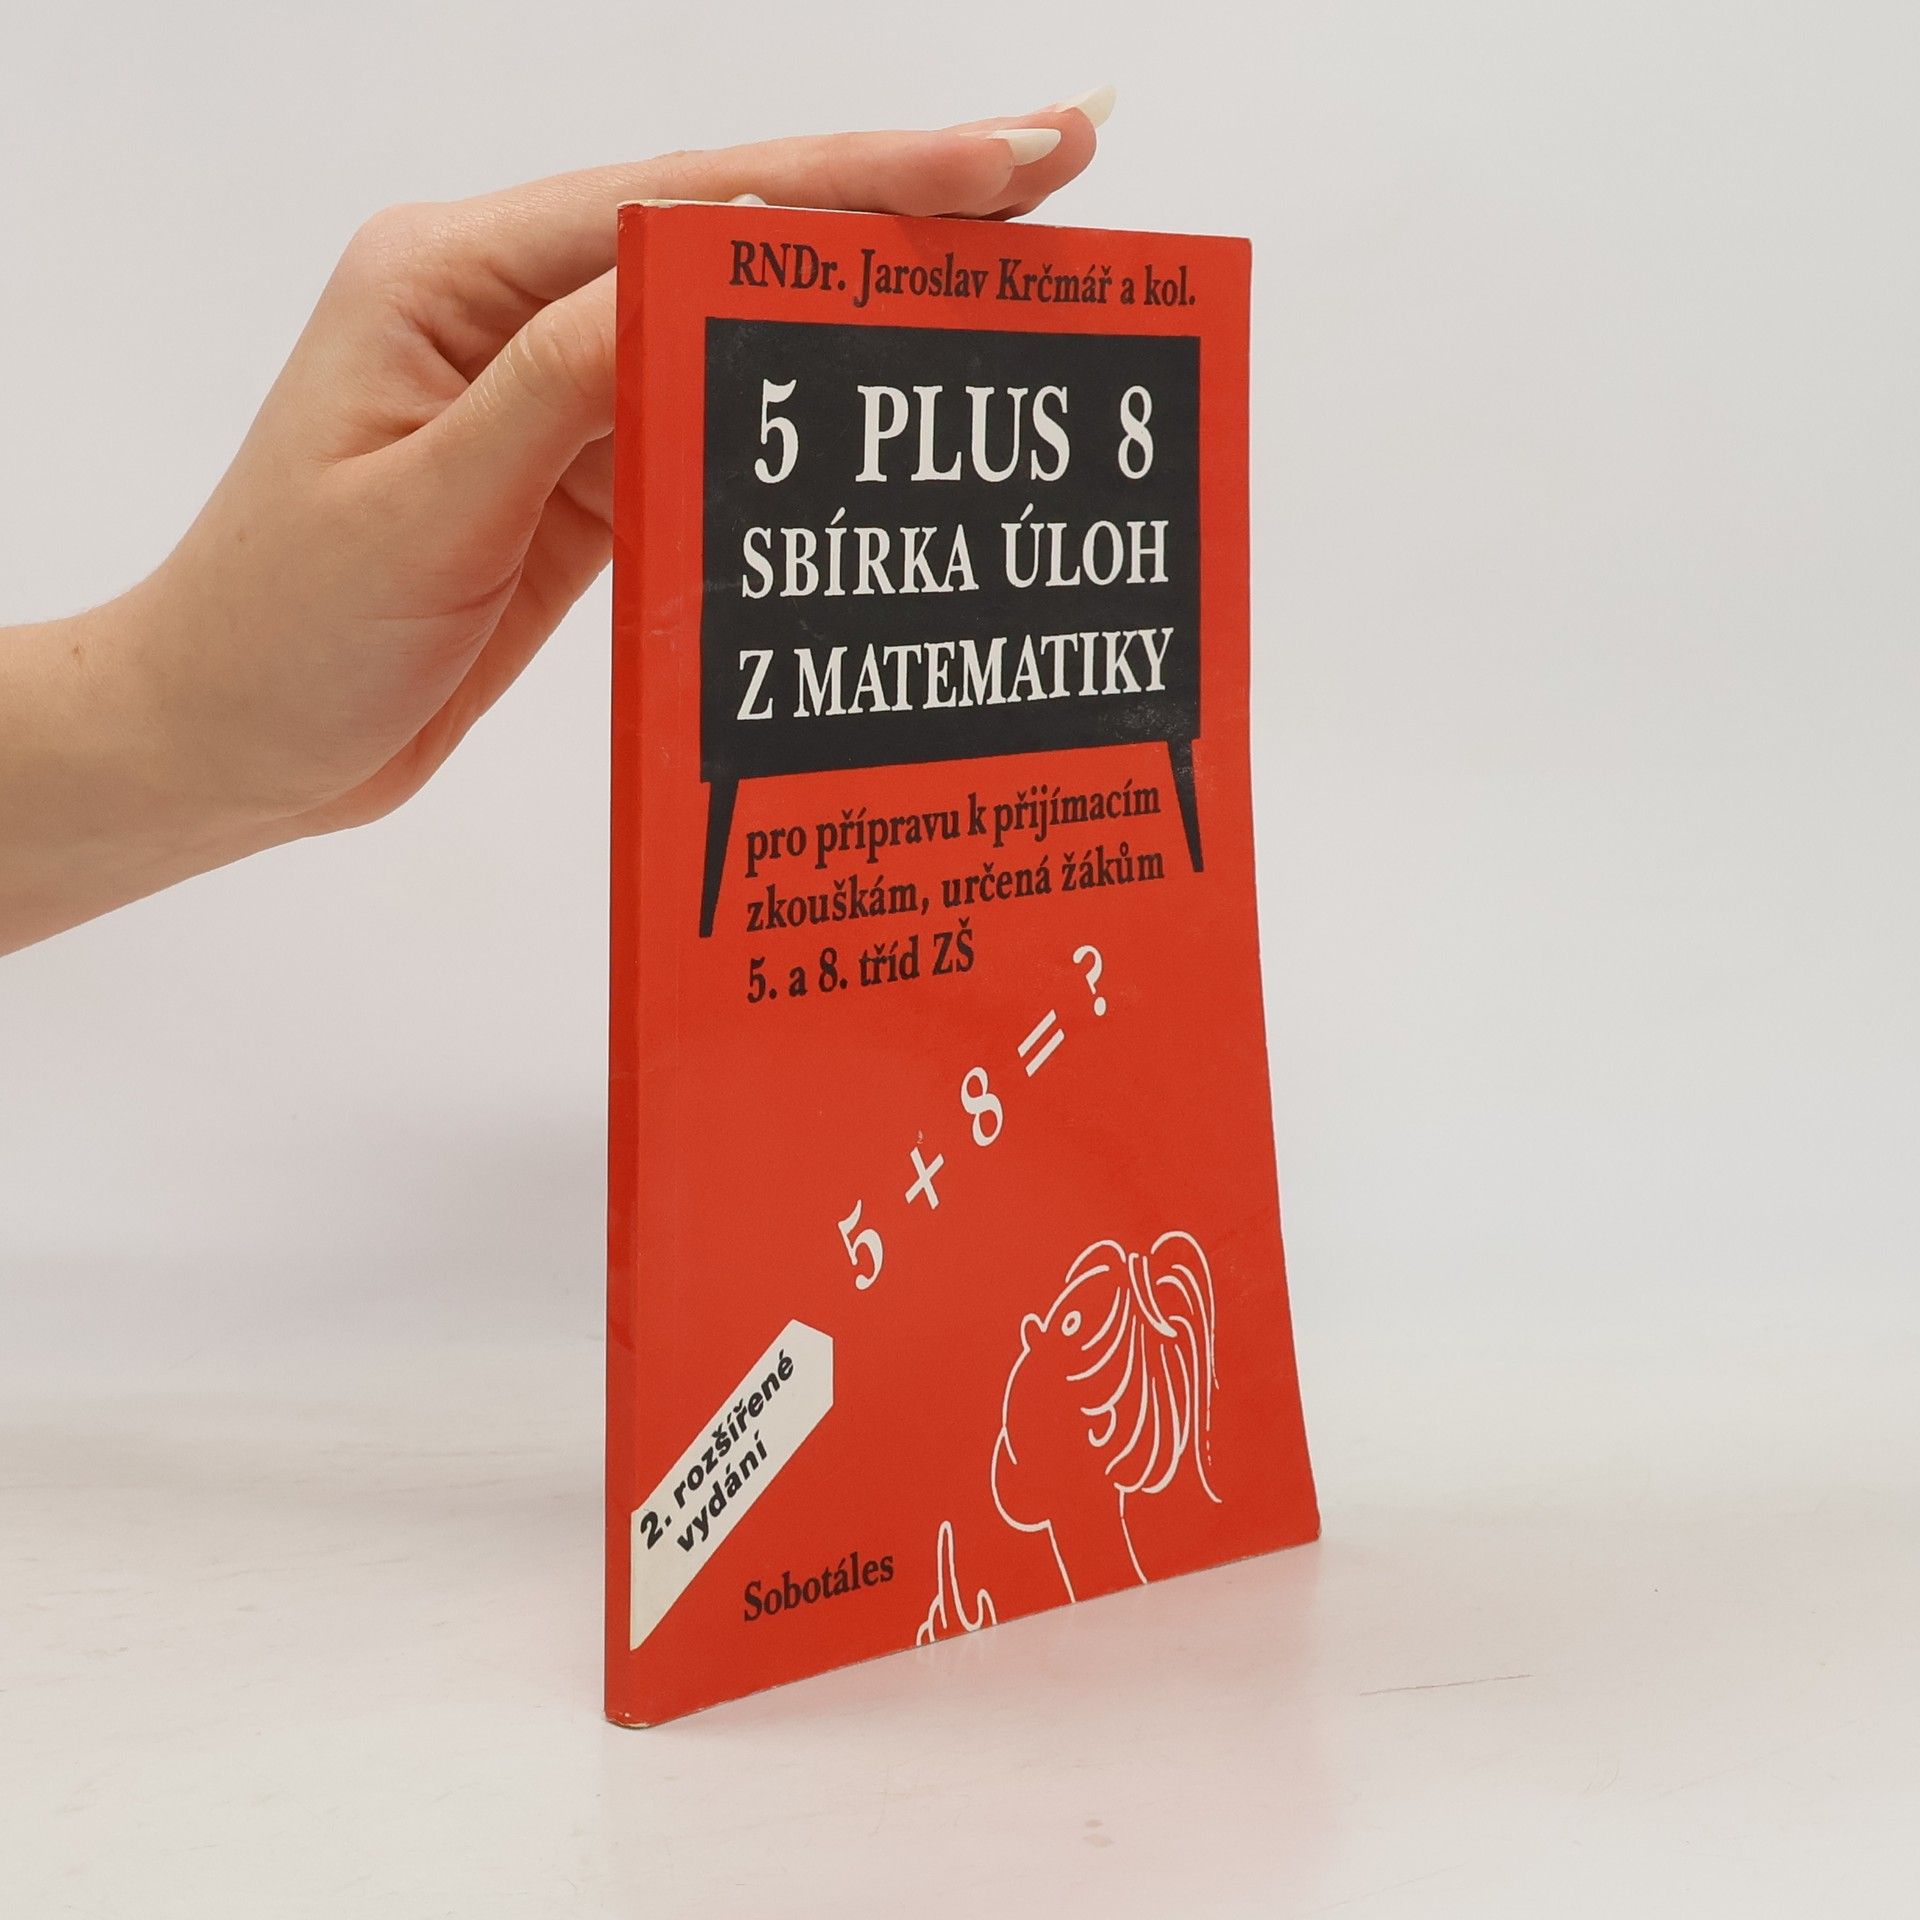 RNDr. Jaroslav Krčmář a kol.
5 PLUS 8
SBÍRKA ÚLOH
Z MATEMATIKY
pro přípravu k přijímacím
zkouškám, určená žákům
5. a 8. tříd ZŠ
5 + 8 = ?
2. rozšířené
vydání
Sobotáles